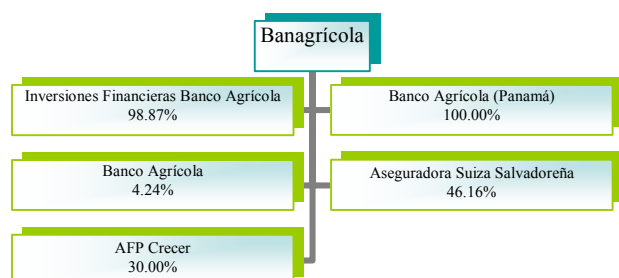 Banagrícola
Inversiones Financieras Banco Agrícola
98.87%
Banco Agrícola (Panamá)
100.00%
Banco Agrícola
4.24%
Aseguradora Suiza Salvadoreña
46.16%
AFP Crecer
30.00%